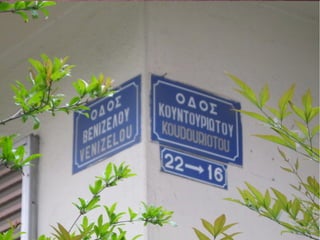 ΟΔΟΣ
ΒΕΝΙΖΕΛΟΥ
VENIZELOU
ΟΔΟΣ
ΚΟΥΝΤΟΥΡΙΩΤΟΥ
KOUDOURIOTOU
22→16